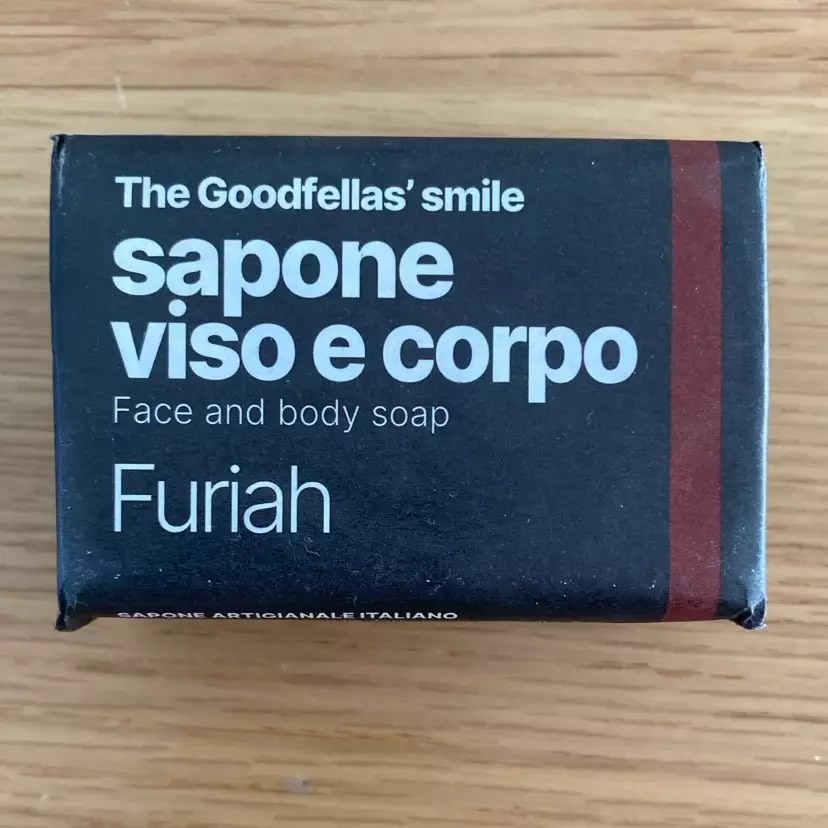 The Goodfellas’ smile
sapone
viso e corpo
Face and body soap
Furiah
SAPONE ARTIGIANALE ITALIANO